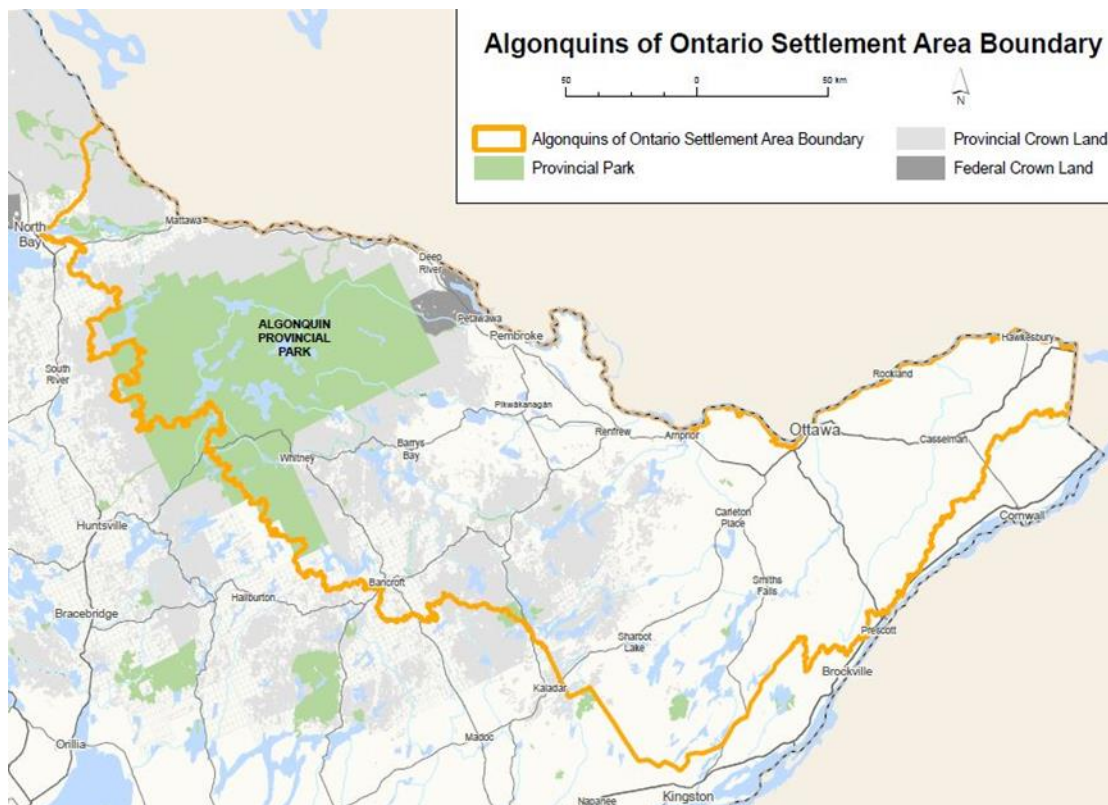 Algonquins of Ontario Settlement Area Boundary
50 0 50 km
N
Algonquins of Ontario Settlement Area Boundary
Provincial Crown Land
Provincial Park
Federal Crown Land
North
Bay
Mattawa
Deep
River
Petawawa
Pembroke
ALGONQUIN
PROVINCIAL
PARK
South
River
Hawkesbury
Rockland
Pikwakanagan
Renfrew
Arnprior
Ottawa
Casselman
Barrys
Bay
Whitney
Huntsville
Carleton
Place
Cornwall
Bancroft
Haliburton
Smiths
Falls
Bracebridge
Prescott
Sharbot
Lake
Brockville
Kaladar
Madoc
Orillia
Kingston
Napanee